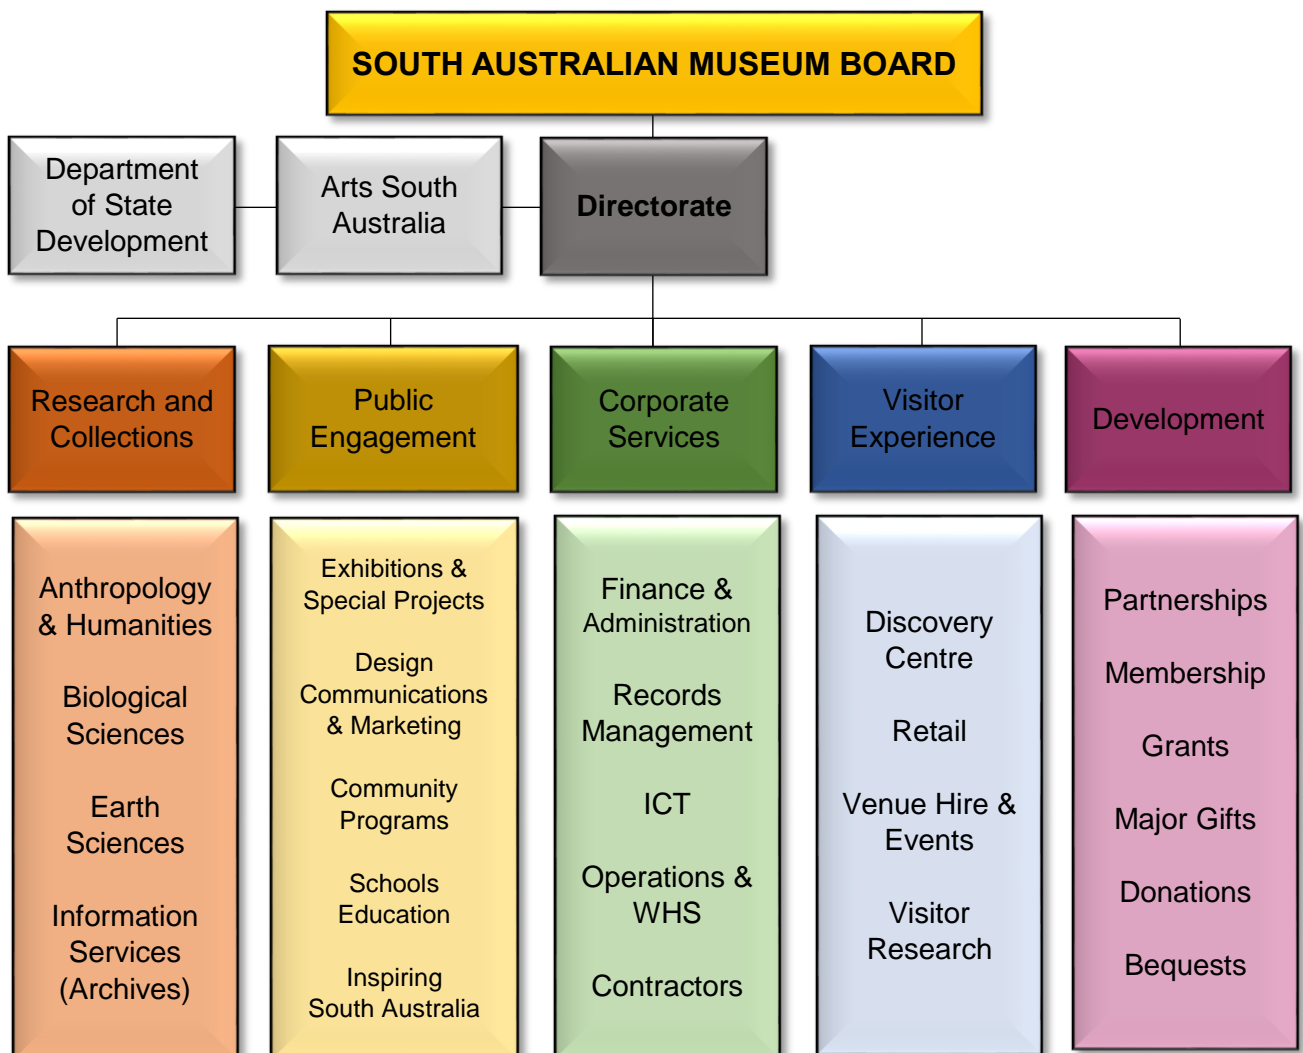 SOUTH AUSTRALIAN MUSEUM BOARD
Department
of State
Development
Arts South
Australia
Directorate
Research and
Collections
Public
Engagement
Corporate
Services
Visitor
Experience
Development
Anthropology
& Humanities
Biological
Sciences
Earth
Sciences
Information
Services
(Archives)
Exhibitions &
Special Projects
Design
Communications
& Marketing
Community
Programs
Schools
Education
Inspiring
South Australia
Finance &
Administration
Records
Management
ICT
Operations &
WHS
Contractors
Discovery
Centre
Retail
Venue Hire &
Events
Visitor
Research
Partnerships
Membership
Grants
Major Gifts
Donations
Bequests